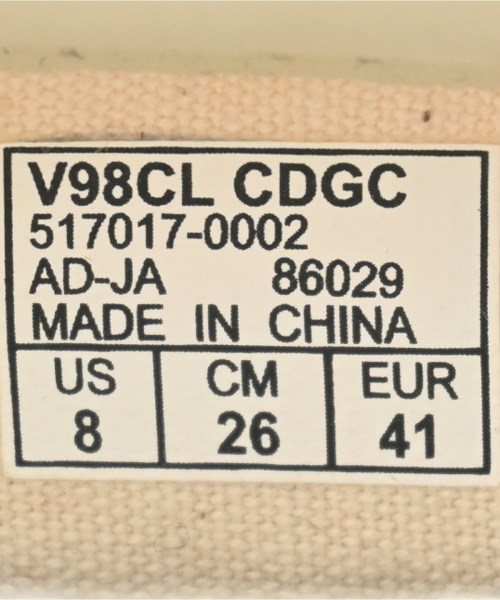 V98CL CDGC
517017-0002
AD-JA 86029
MADE IN CHINA
US CM EUR
8 26 41